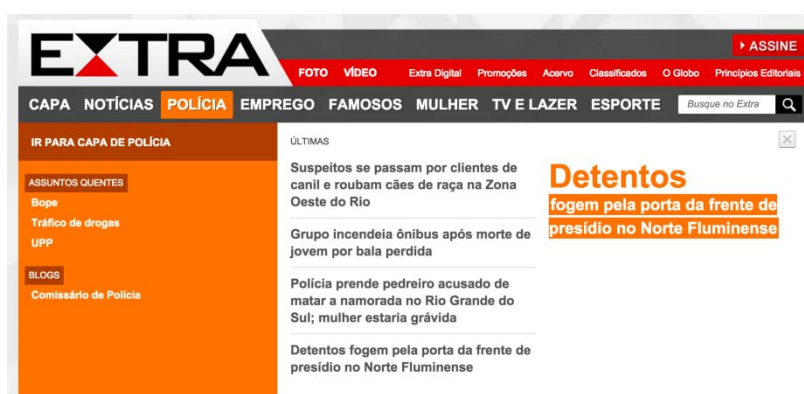 EXTRA
ASSINE
FOTO VÍDEO Extra Digital Promoções Acervo Classificados O Globo Princípios Editoriais
CAPA NOTÍCIAS POLÍCIA EMPREGO FAMOSOS MULHER TV E LAZER ESPORTE Busque no Extra
IR PARA CAPA DE POLÍCIA
ASSUNTOS QUENTES
Bope
Tráfico de drogas
UPP
BLOGS
Comissário de Polícia
ÚLTIMAS
Suspeitos se passam por clientes de
canil e roubam cães de raça na Zona
Oeste do Rio
Grupo incendeia ônibus após morte de
jovem por bala perdida
Polícia prende pedreiro acusado de
matar a namorada no Rio Grande do
Sul; mulher estaria grávida
Detentos fogem pela porta da frente de
presídio no Norte Fluminense
Detentos
fogem pela porta da frente de
presídio no Norte Fluminense